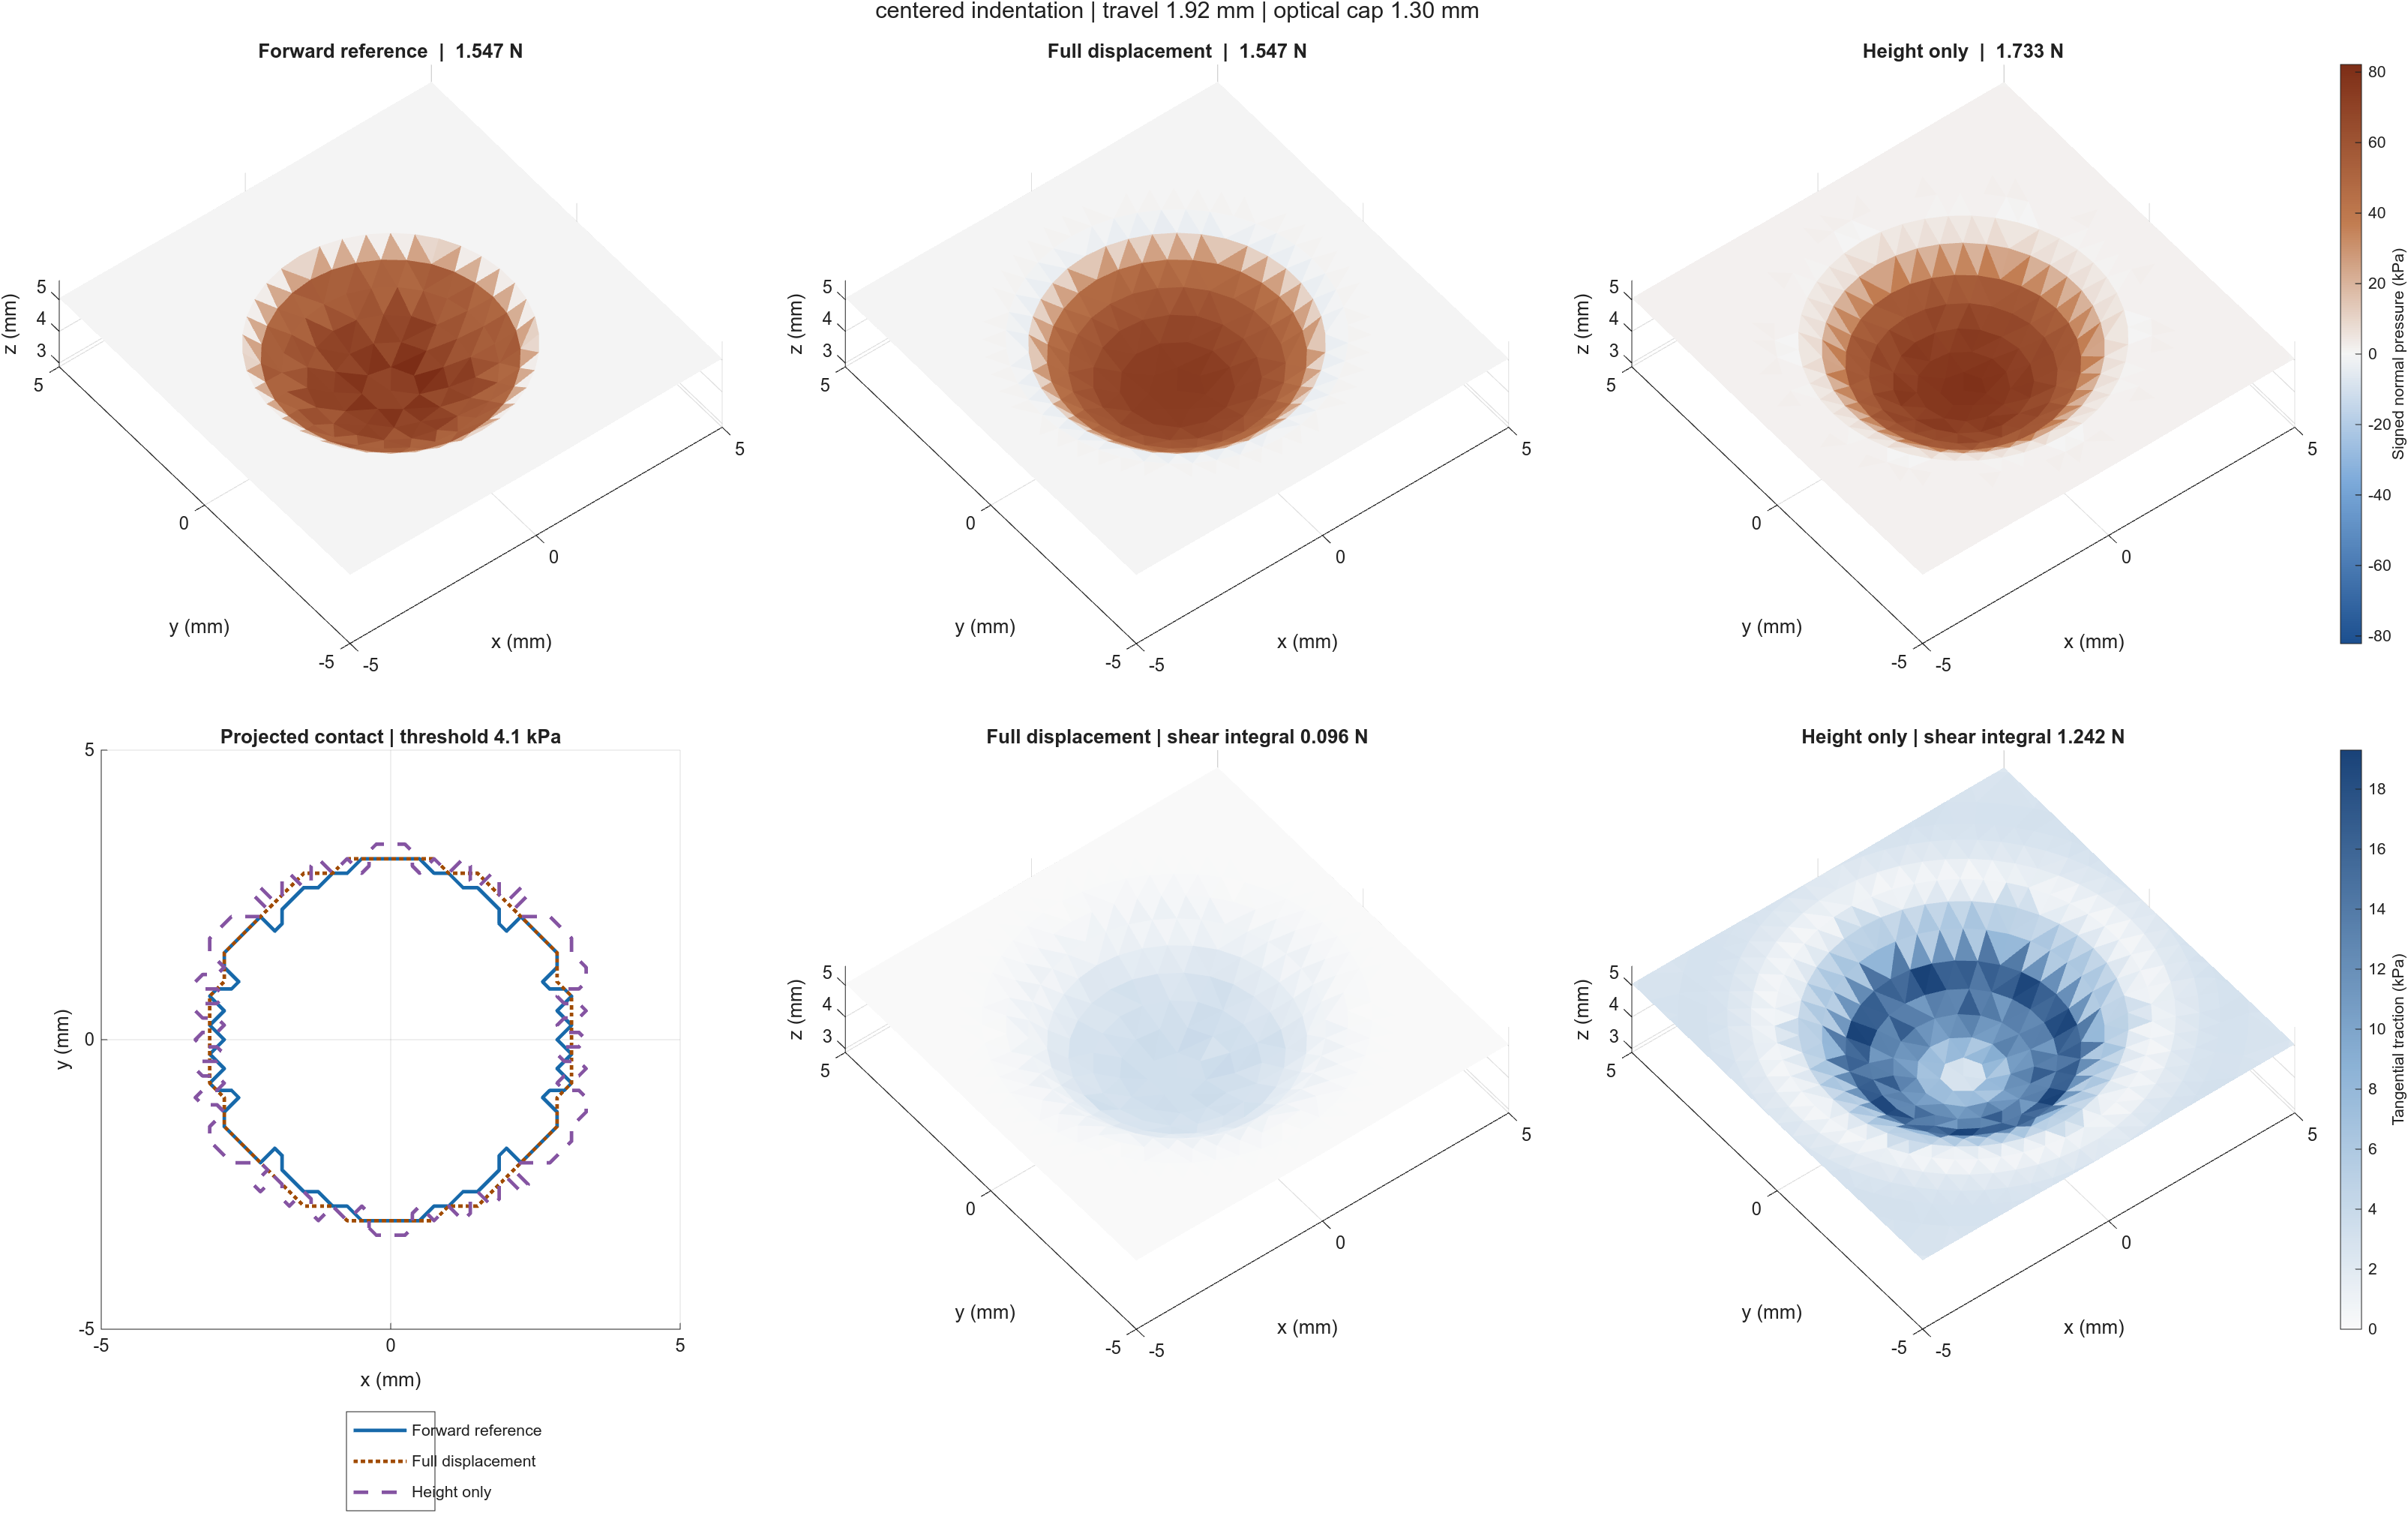 centered indentation | travel 1.92 mm | optical cap 1.30 mm
Forward reference | 1.547 N
5
4
3
z (mm)
5
0
-5
y (mm)
-5
0
5
x (mm)
Full displacement | 1.547 N
5
4
3
z (mm)
5
0
-5
y (mm)
-5
0
5
x (mm)
Height only | 1.733 N
5
4
3
z (mm)
5
0
-5
y (mm)
-5
0
5
x (mm)
80
60
40
20
0
-20
-40
-60
-80
Signed normal pressure (kPa)
Projected contact | threshold 4.1 kPa
5
0
-5
y (mm)
-5
0
5
x (mm)
Forward reference
Full displacement
Height only
Full displacement | shear integral 0.096 N
5
4
3
z (mm)
5
0
-5
y (mm)
-5
0
5
x (mm)
Height only | shear integral 1.242 N
5
4
3
z (mm)
5
0
-5
y (mm)
-5
0
5
x (mm)
18
16
14
12
10
8
6
4
2
0
Tangential traction (kPa)